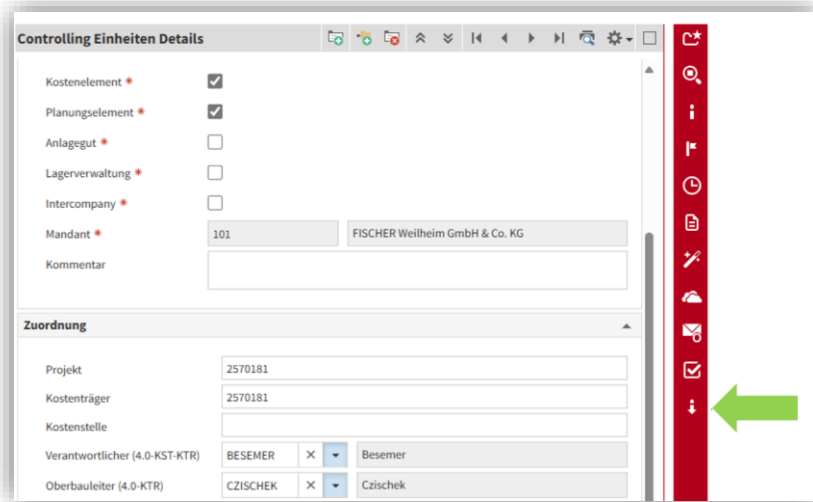 Controlling Einheiten Details
Kostenelement *
Planungselement *
Anlagegut *
Lagerverwaltung *
Intercompany *
Mandant * 101 FISCHER Weilheim GmbH & Co. KG
Kommentar
Zuordnung
Projekt 2570181
Kostenträger 2570181
Kostenstelle
Verantwortlicher (4.0-KST-KTR) BESEMER Besemer
Oberbauleiter (4.0-KTR) CZISCHEK Czischek